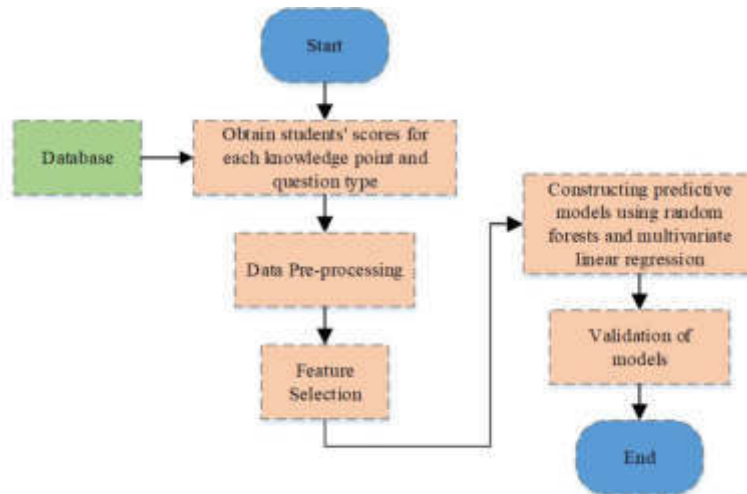 Start
Database
Obtain students' scores for
each knowledge point and
question type
Data Pre-processing
Feature
Selection
Constructing predictive
models using random
forests and multivariate
linear regression
Validation of
models
End